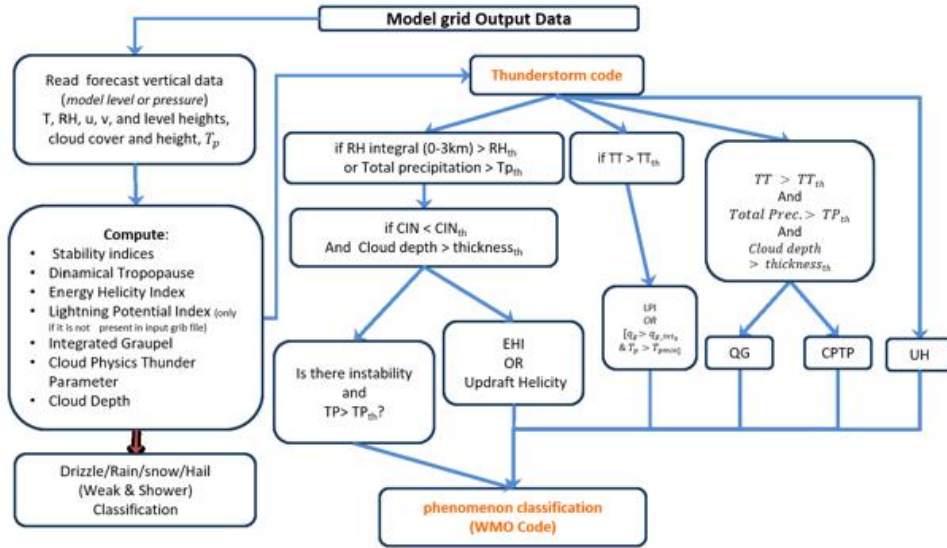 Model grid Output Data
Read forecast vertical data
(model level or pressure)
T, RH, u, v, and level heights,
cloud cover and height, Tp
Compute:
• Stability indices
• Dinamical Tropopause
• Energy Helicity Index
• Lightning Potential Index (only
if it is not present in input grib file)
• Integrated Graupel
• Cloud Physics Thunder
Parameter
• Cloud Depth
Drizzle/Rain/snow/Hail
(Weak & Shower)
Classification
Thunderstorm code
if RH integral (0-3km) > RHth
or Total precipitation > Tpth
if CIN < CINth
And Cloud depth > thicknessth
Is there instability
and
TP> TPth?
EHI
OR
Updraft Helicity
if TT > TTth
LPI
OR
[qg > qg_intg
& Tp > Tpmin]
TT > TTth
And
Total Prec. > TPth
And
Cloud depth
> thicknessth
QG
CPTP
UH
phenomenon classification
(WMO Code)